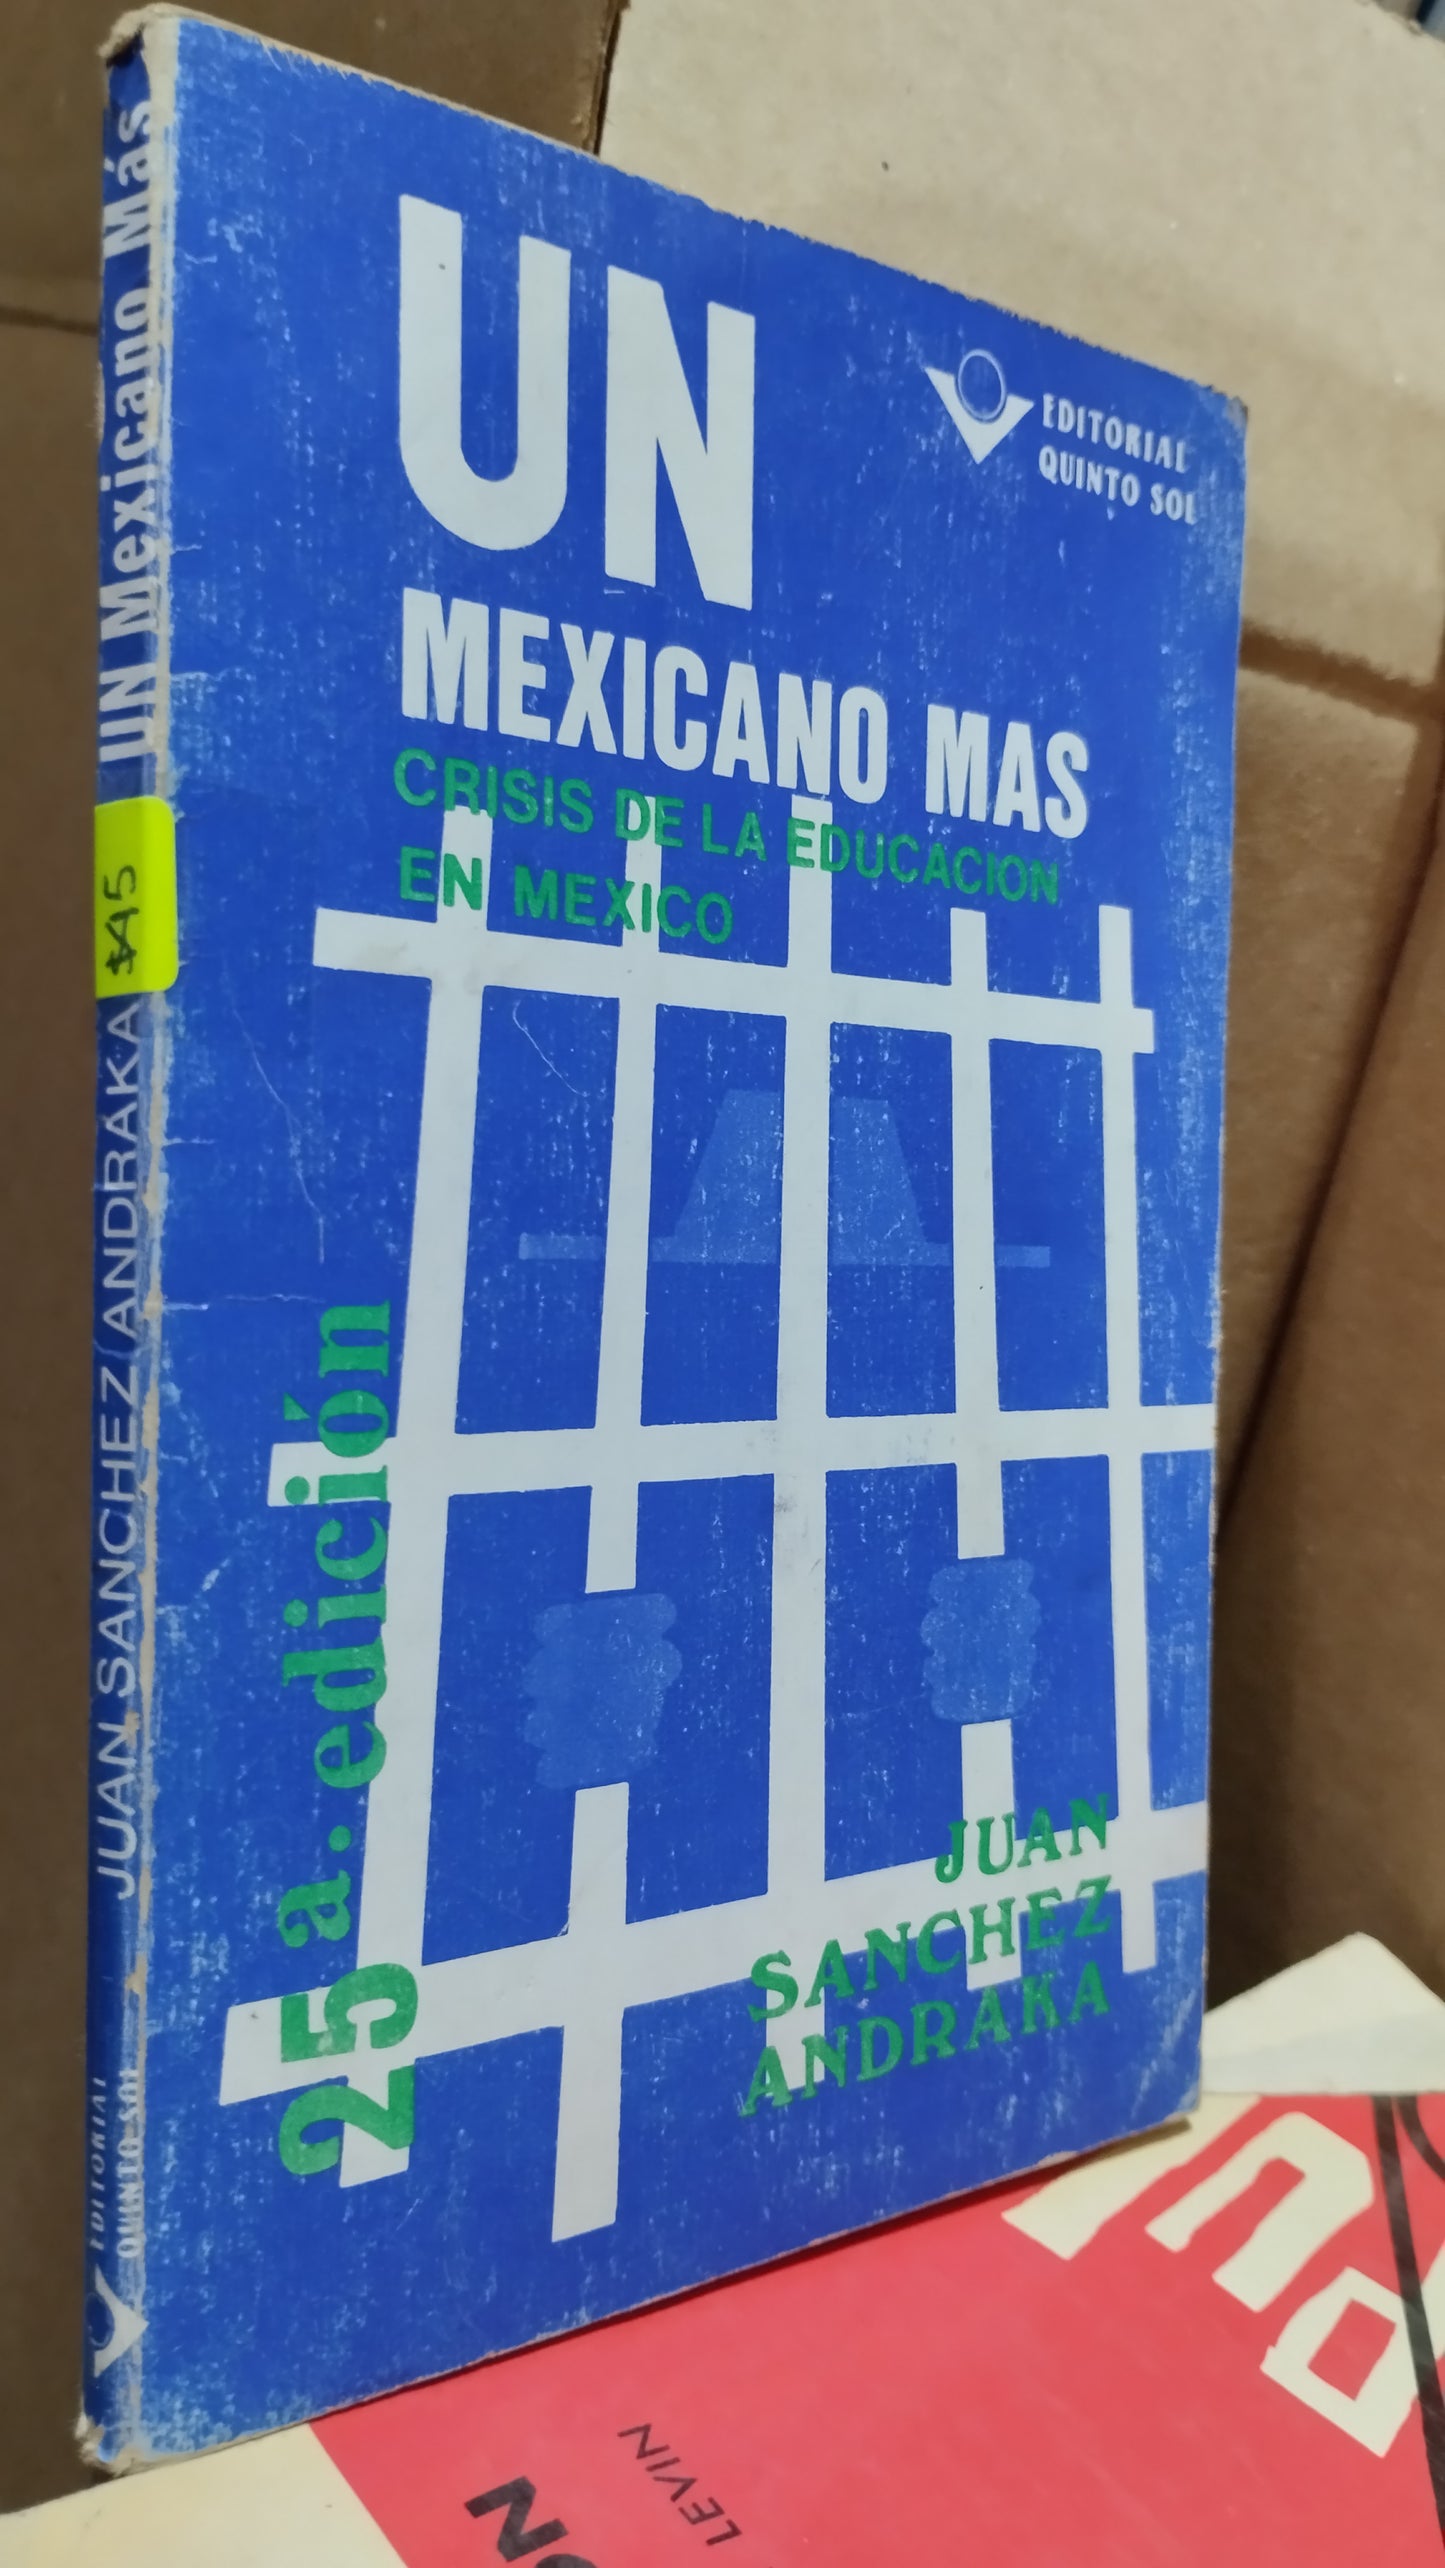 UN
MEXICANO MAS
CRISIS DE LA EDUCACION
EN MEXICO
EDITORIAL
QUINTO SOL
25 a. edición
JUAN
SANCHEZ
ANDRAKA
UN Mexicano Más
$45
JUAN SANCHEZ ANDRAKA
EDITORIAL
QUINTO SOL
LEVIN